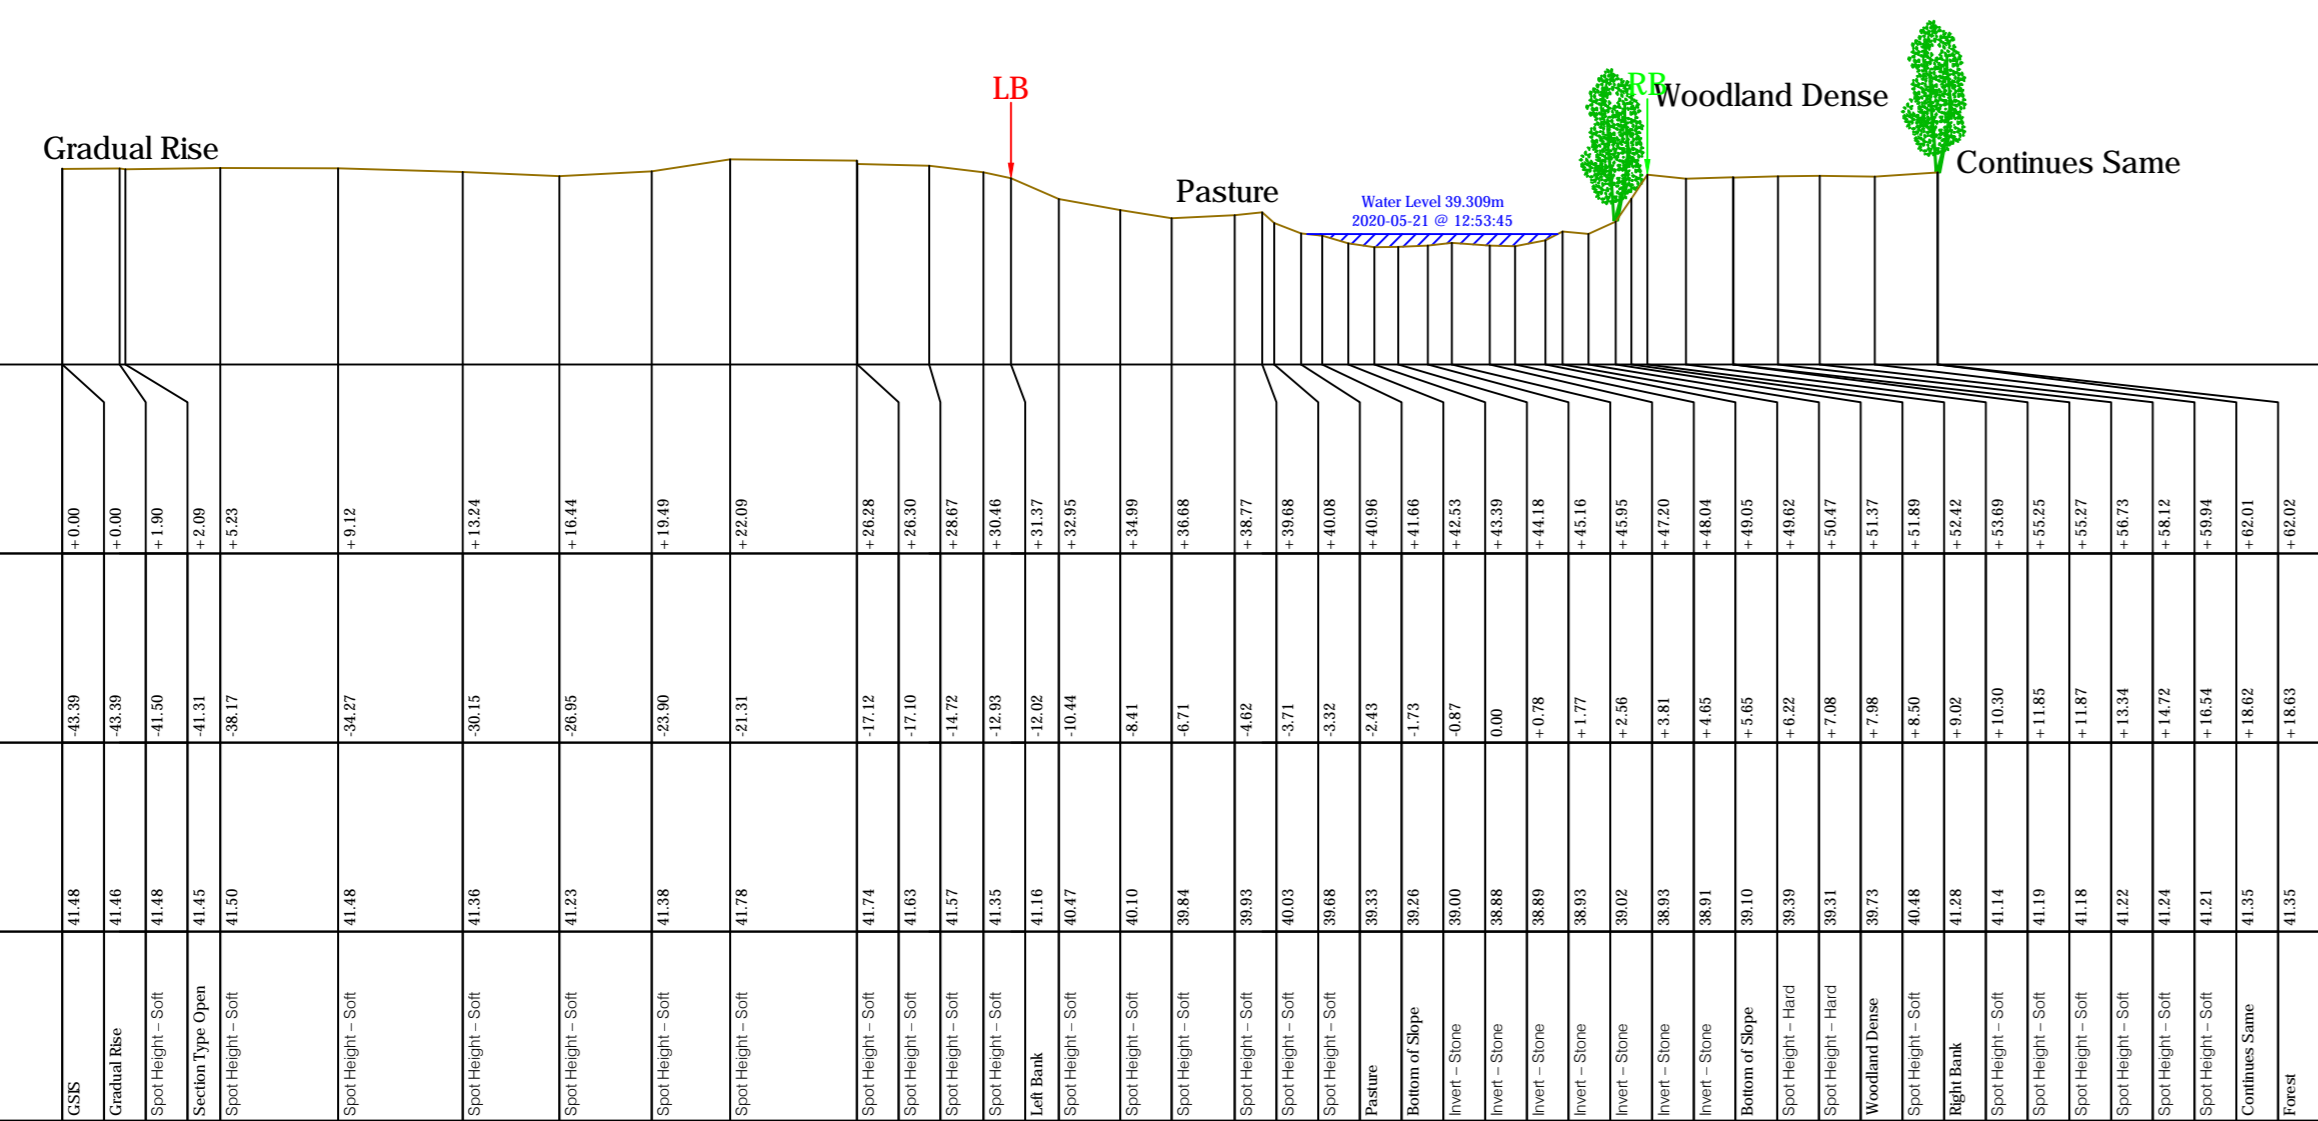 LB
RB
Woodland Dense
Gradual Rise
Continues Same
Pasture
Water Level 39.309m
2020-05-21 @ 12:53:45
+0.00 +0.00 +1.90 +2.09 +5.23 +9.12 +13.24 +16.44 +19.49 +22.09 +26.28 +26.30 +28.67 +30.46 +31.37 +32.95 +34.99 +36.68 +38.77 +39.68 +40.08 +40.96 +41.66 +42.53 +43.39 +44.18 +45.16 +45.95 +47.20 +48.04 +49.05 +49.62 +50.47 +51.37 +51.89 +52.42 +53.69 +55.25 +55.27 +56.73 +58.12 +59.94 +62.01 +62.02
-43.39 -43.39 -41.50 -41.31 -38.17 -34.27 -30.15 -26.95 -23.90 -21.31 -17.12 -17.10 -14.72 -12.93 -12.02 -10.44 -8.41 -6.71 -4.62 -3.71 -3.32 -2.43 -1.73 -0.87 0.00 +0.78 +1.77 +2.56 +3.81 +4.65 +5.65 +6.22 +7.08 +7.98 +8.50 +9.02 +10.30 +11.85 +11.87 +13.34 +14.72 +16.54 +18.62 +18.63
41.48 41.46 41.48 41.45 41.50 41.48 41.36 41.23 41.38 41.78 41.74 41.63 41.57 41.35 41.16 40.47 40.10 39.84 39.93 40.03 39.68 39.33 39.26 39.00 38.88 38.89 38.93 39.02 38.93 38.91 39.10 39.39 39.31 39.73 40.48 41.28 41.14 41.19 41.18 41.22 41.24 41.21 41.35 41.35
GSIS
Gradual Rise
Spot Height – Soft
Section Type Open
Spot Height – Soft
Spot Height – Soft
Spot Height – Soft
Spot Height – Soft
Spot Height – Soft
Spot Height – Soft
Spot Height – Soft
Spot Height – Soft
Spot Height – Soft
Spot Height – Soft
Left Bank
Spot Height – Soft
Spot Height – Soft
Spot Height – Soft
Spot Height – Soft
Spot Height – Soft
Spot Height – Soft
Pasture
Bottom of Slope
Invert – Stone
Invert – Stone
Invert – Stone
Invert – Stone
Invert – Stone
Invert – Stone
Invert – Stone
Bottom of Slope
Spot Height – Hard
Spot Height – Hard
Woodland Dense
Spot Height – Soft
Right Bank
Spot Height – Soft
Spot Height – Soft
Spot Height – Soft
Spot Height – Soft
Spot Height – Soft
Spot Height – Soft
Continues Same
Forest